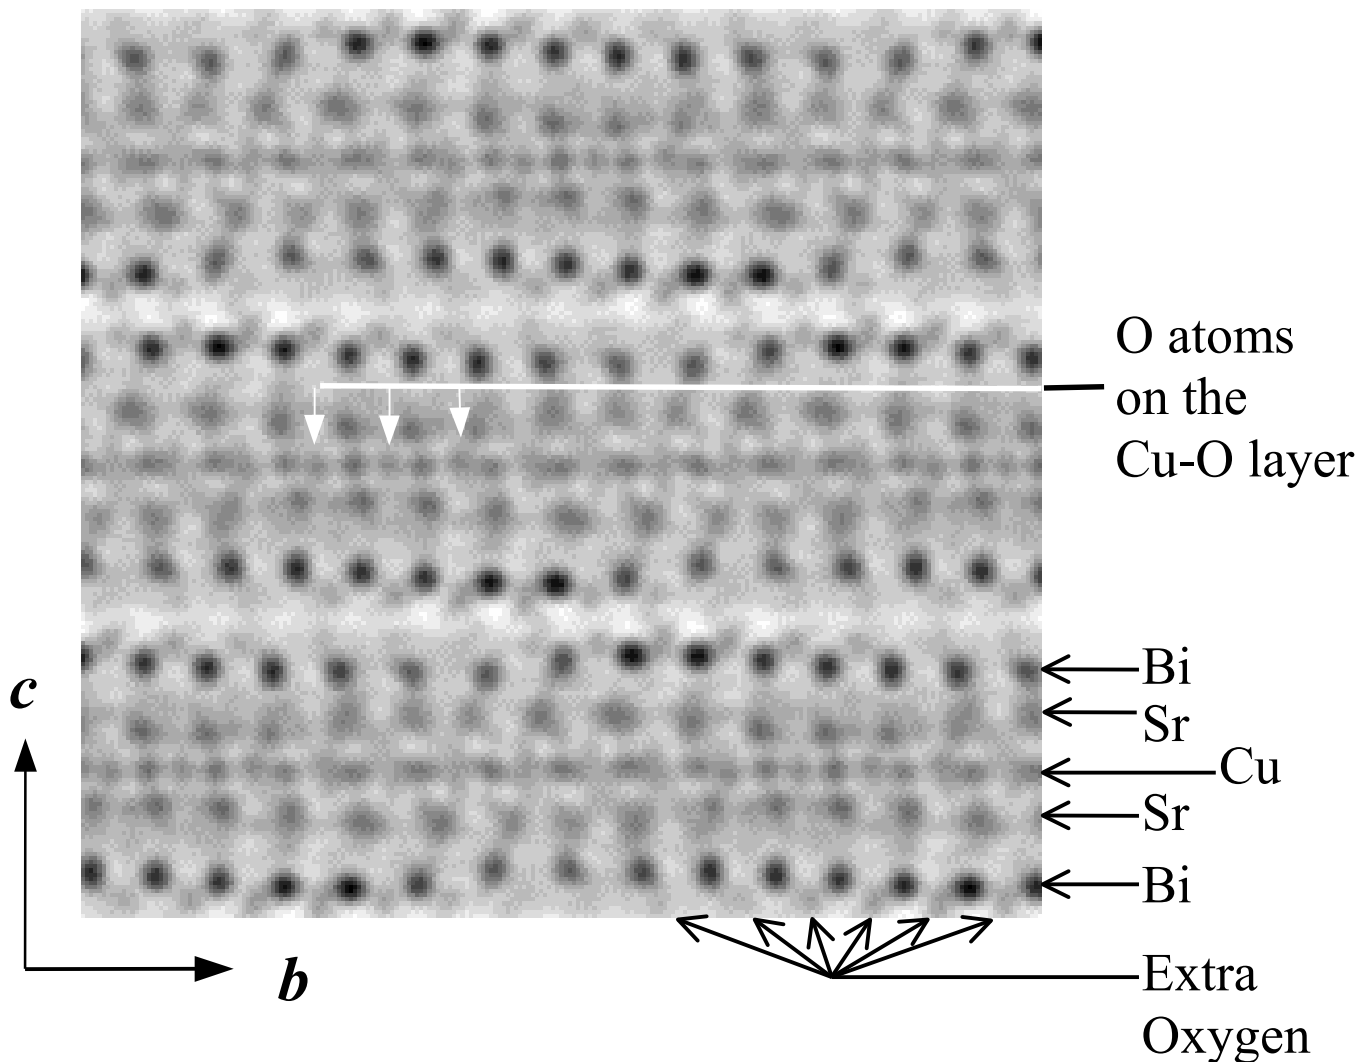 O atoms
on the
Cu-O layer
Bi
c
Sr
Cu
Sr
Bi
b
Extra
Oxygen